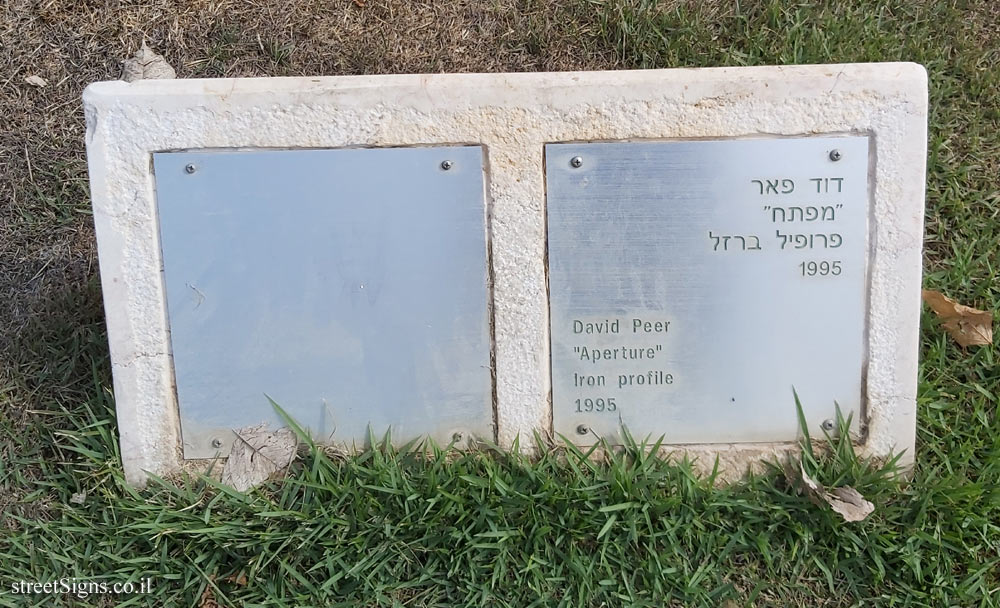 דוד פאר
"מפתח"
פרופיל ברזל
1995
David Peer
"Aperture"
Iron profile
1995
streetSigns.co.il